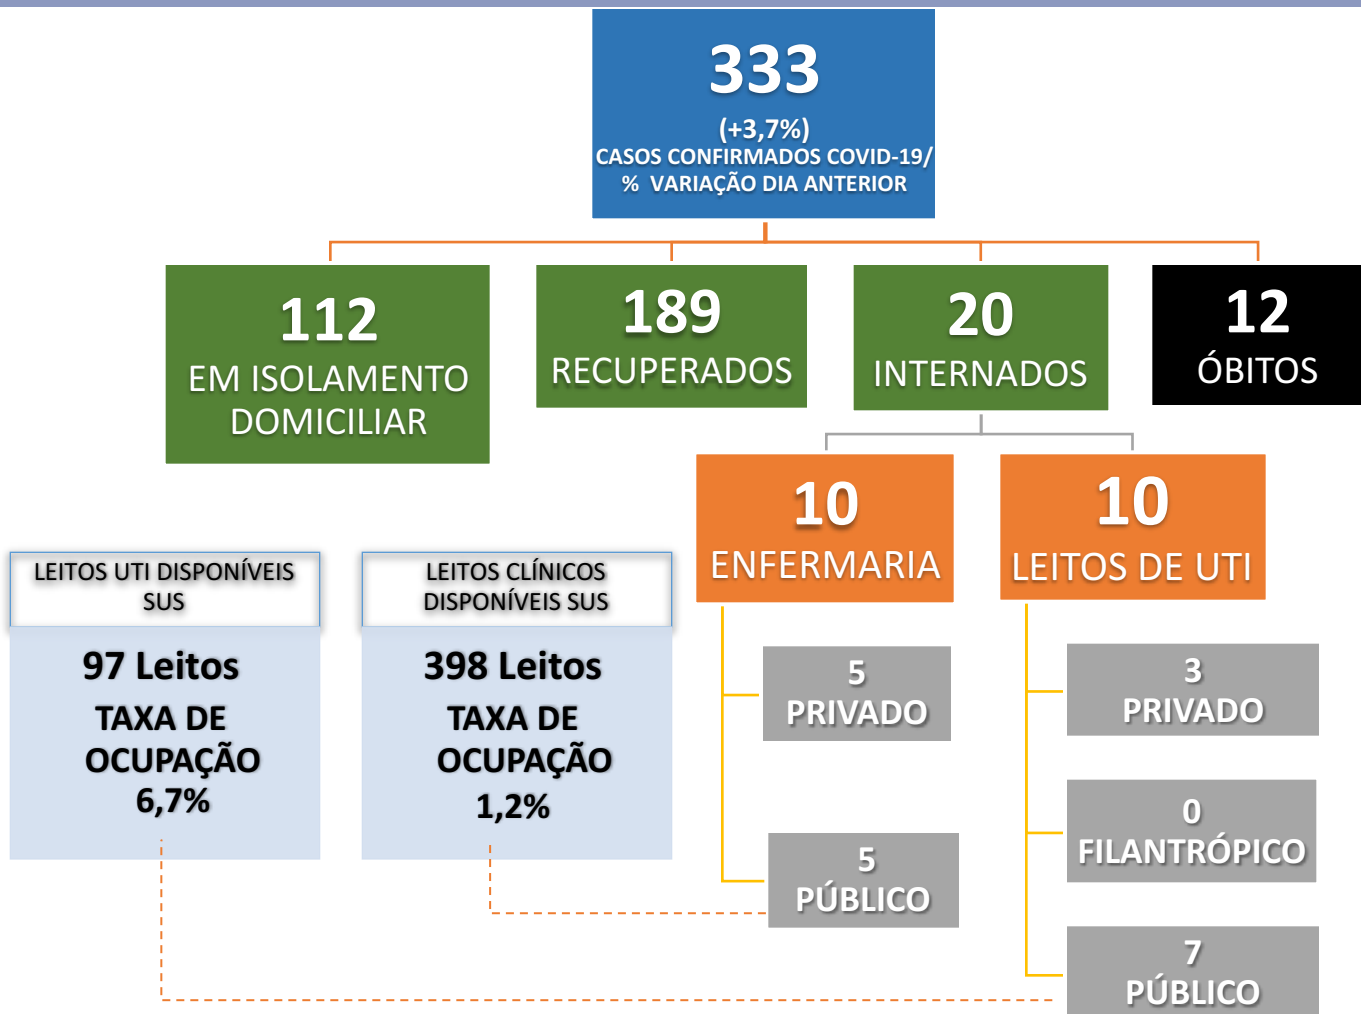 333
(+3,7%)
CASOS CONFIRMADOS COVID-19/
% VARIAÇÃO DIA ANTERIOR
112
EM ISOLAMENTO
DOMICILIAR
189
RECUPERADOS
20
INTERNADOS
12
ÓBITOS
10
ENFERMARIA
10
LEITOS DE UTI
LEITOS UTI DISPONÍVEIS
SUS
97 Leitos
TAXA DE
OCUPAÇÃO
6,7%
LEITOS CLÍNICOS
DISPONÍVEIS SUS
398 Leitos
TAXA DE
OCUPAÇÃO
1,2%
5
PRIVADO
5
PÚBLICO
3
PRIVADO
0
FILANTRÓPICO
7
PÚBLICO